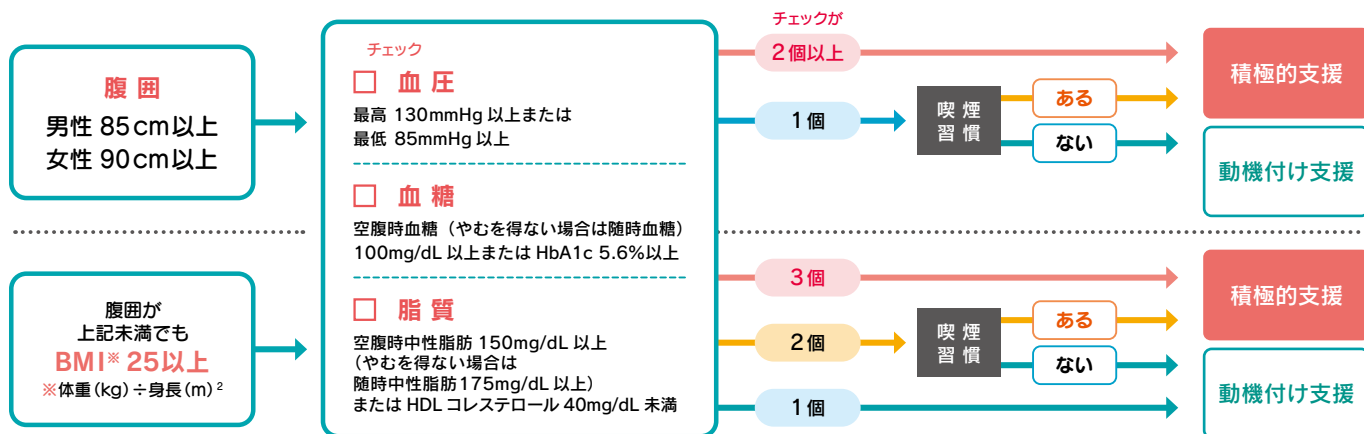 腹囲
男性 85cm以上
女性 90cm以上
チェック
□ 血圧
最高 130mmHg 以上または
最低 85mmHg 以上
□ 血糖
空腹時血糖（やむを得ない場合は随時血糖）
100mg/dL 以上または HbA1c 5.6%以上
□ 脂質
空腹時中性脂肪 150mg/dL 以上
（やむを得ない場合は
随時中性脂肪175mg/dL 以上）
または HDL コレステロール 40mg/dL 未満
チェックが
2個以上
1個
喫煙
習慣
ある
ない
積極的支援
動機付け支援
腹囲が
上記未満でも
BMI※ 25以上
※体重(kg)÷身長(m)²
3個
2個
1個
喫煙
習慣
ある
ない
積極的支援
動機付け支援